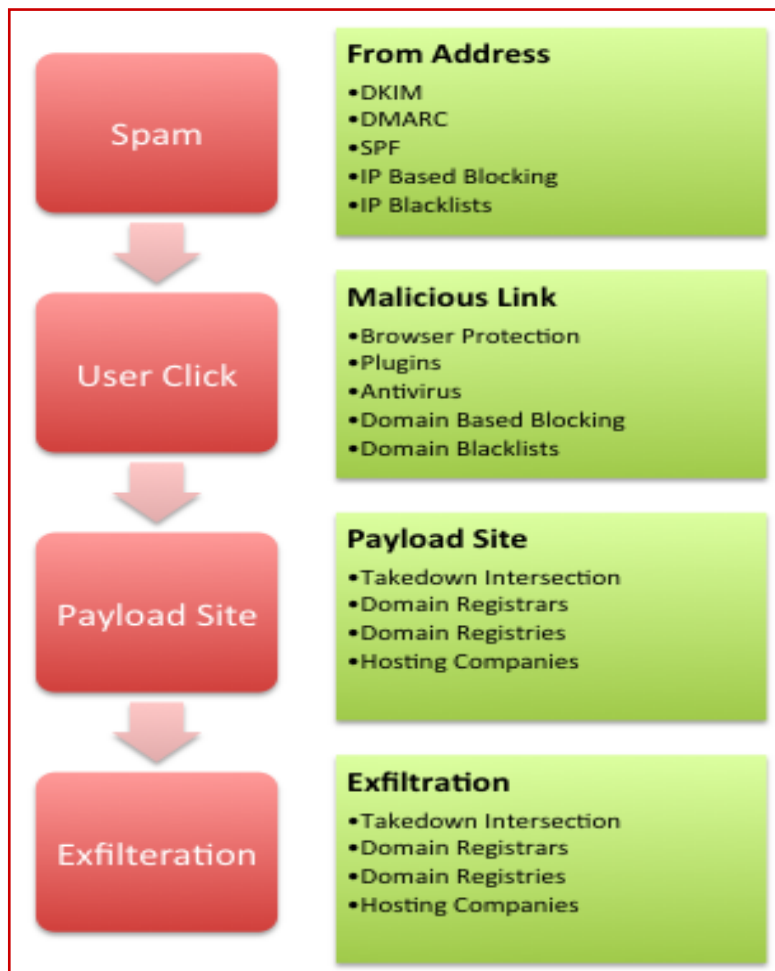 Spam
From Address
•DKIM
•DMARC
•SPF
•IP Based Blocking
•IP Blacklists
User Click
Malicious Link
•Browser Protection
•Plugins
•Antivirus
•Domain Based Blocking
•Domain Blacklists
Payload Site
Payload Site
•Takedown Intersection
•Domain Registrars
•Domain Registries
•Hosting Companies
Exfilteration
Exfiltration
•Takedown Intersection
•Domain Registrars
•Domain Registries
•Hosting Companies